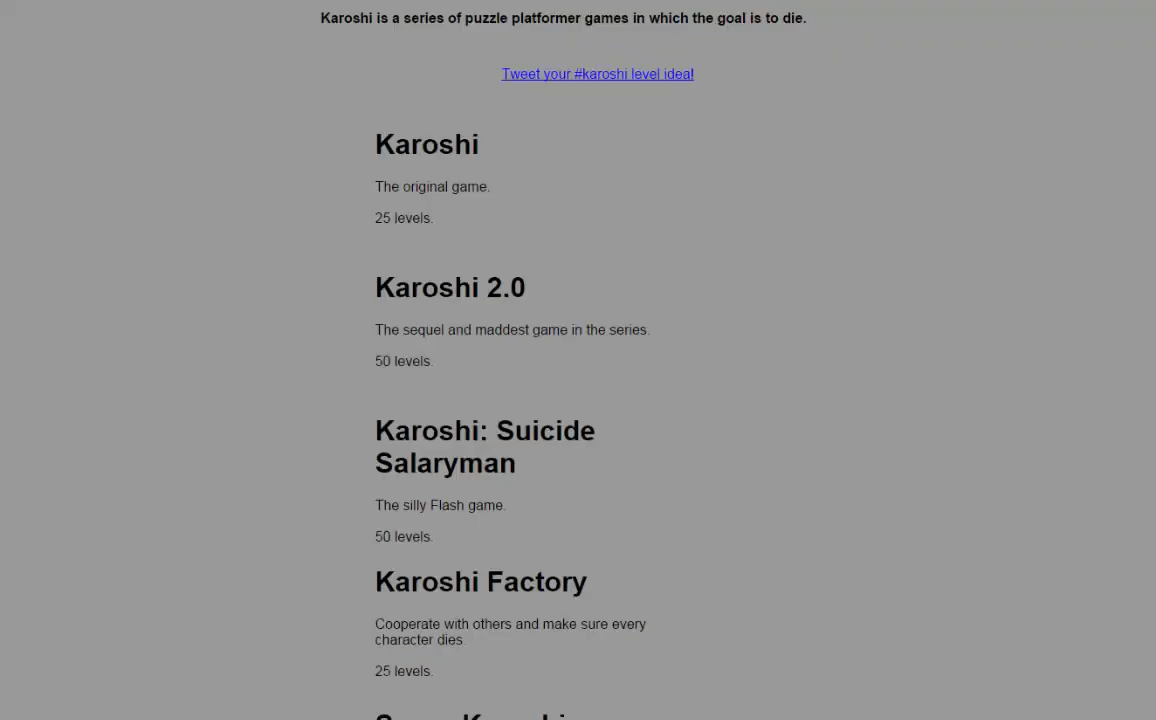 Karoshi is a series of puzzle platformer games in which the goal is to die.
Tweet your #karoshi level idea!
Karoshi
The original game.
25 levels.
Karoshi 2.0
The sequel and maddest game in the series.
50 levels.
Karoshi: Suicide
Salaryman
The silly Flash game.
50 levels.
Karoshi Factory
Cooperate with others and make sure every
character dies.
25 levels.